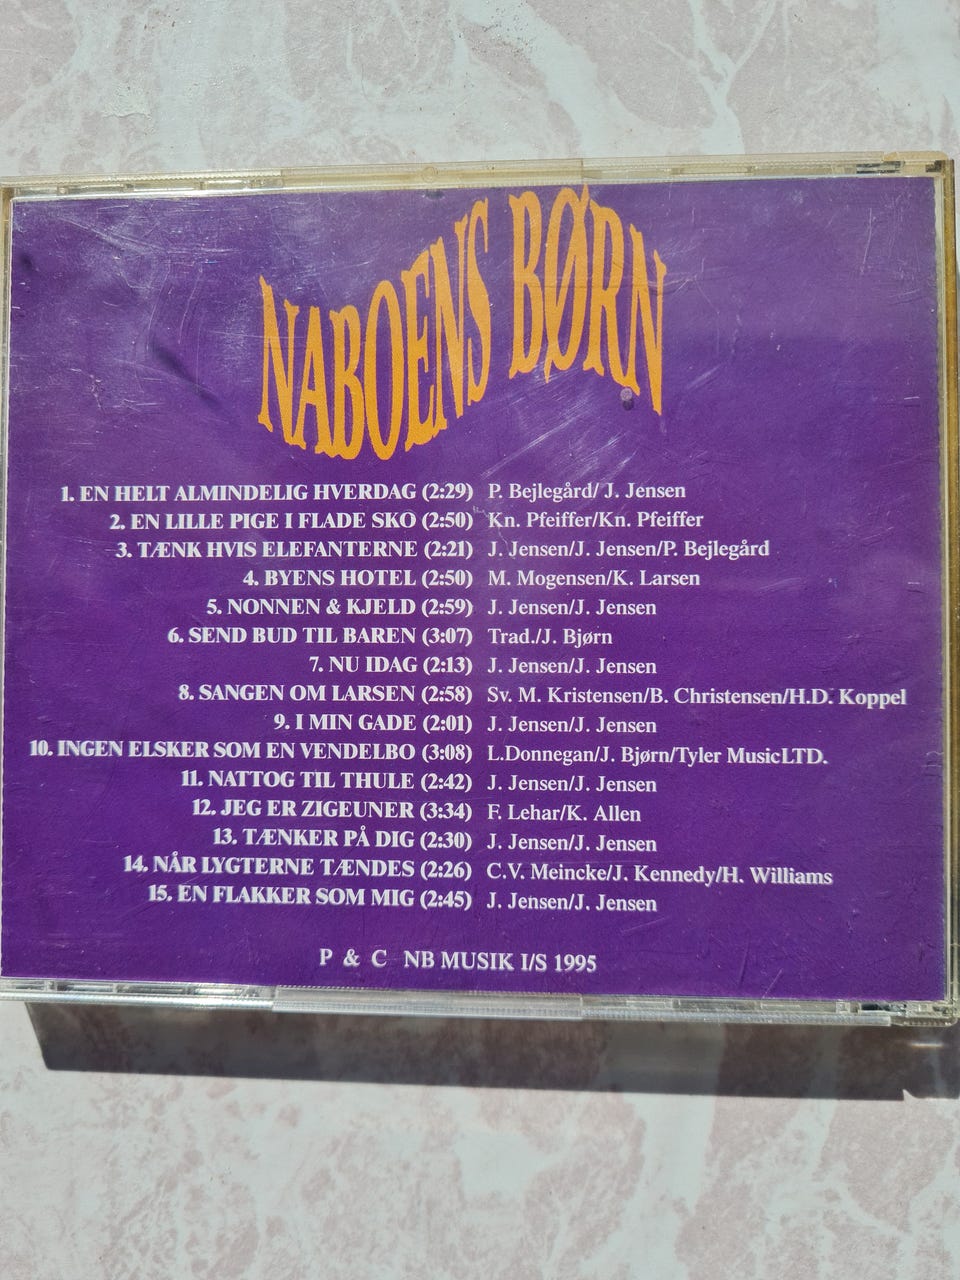 NABOENS BØRN
1. EN HELT ALMINDELIG HVERDAG (2:29) P. Bejlegård/ J. Jensen
2. EN LILLE PIGE I FLADE SKO (2:50) Kn. Pfeiffer/Kn. Pfeiffer
3. TÆNK HVIS ELEFANTERNE (2:21) J. Jensen/J. Jensen/P. Bejlegård
4. BYENS HOTEL (2:50) M. Mogensen/K. Larsen
5. NONNEN & KJELD (2:59) J. Jensen/J. Jensen
6. SEND BUD TIL BAREN (3:07) Trad./J. Bjørn
7. NU IDAG (2:13) J. Jensen/J. Jensen
8. SANGEN OM LARSEN (2:58) Sv. M. Kristensen/B. Christensen/H.D. Koppel
9. I MIN GADE (2:01) J. Jensen/J. Jensen
10. INGEN ELSKER SOM EN VENDELBO (3:08) L.Donnegan/J. Bjørn/Tyler MusicLTD.
11. NATTOG TIL THULE (2:42) J. Jensen/J. Jensen
12. JEG ER ZIGEUNER (3:34) F. Lehar/K. Allen
13. TÆNKER PÅ DIG (2:30) J. Jensen/J. Jensen
14. NÅR LYGTERNE TÆNDES (2:26) C.V. Meincke/J. Kennedy/H. Williams
15. EN FLAKKER SOM MIG (2:45) J. Jensen/J. Jensen
P & C NB MUSIK I/S 1995